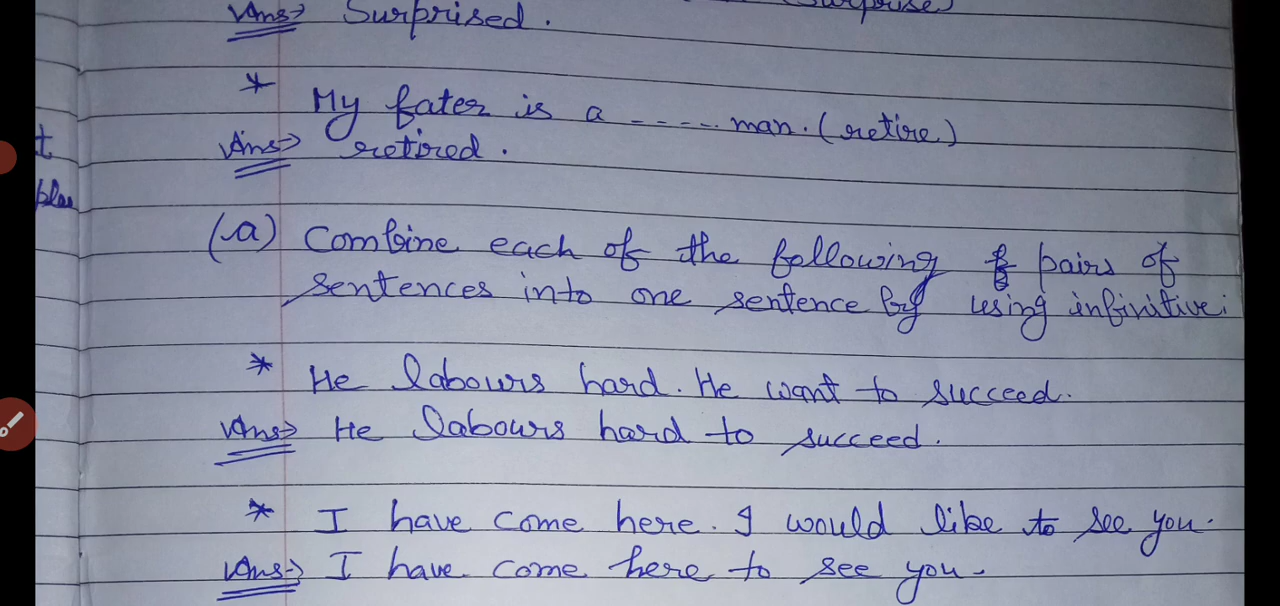 (Surprise)
Ans→ Surprised.
* My fater is a ----- man. (retire)
Ans→ retired.
t
(a) Combine each of the following pairs of
sentences into one sentence by using infinitive:
* He labours hard. He want to succeed.
Ans→ He labours hard to succeed.
* I have come here. I would like to see you.
Ans→ I have come here to see you.